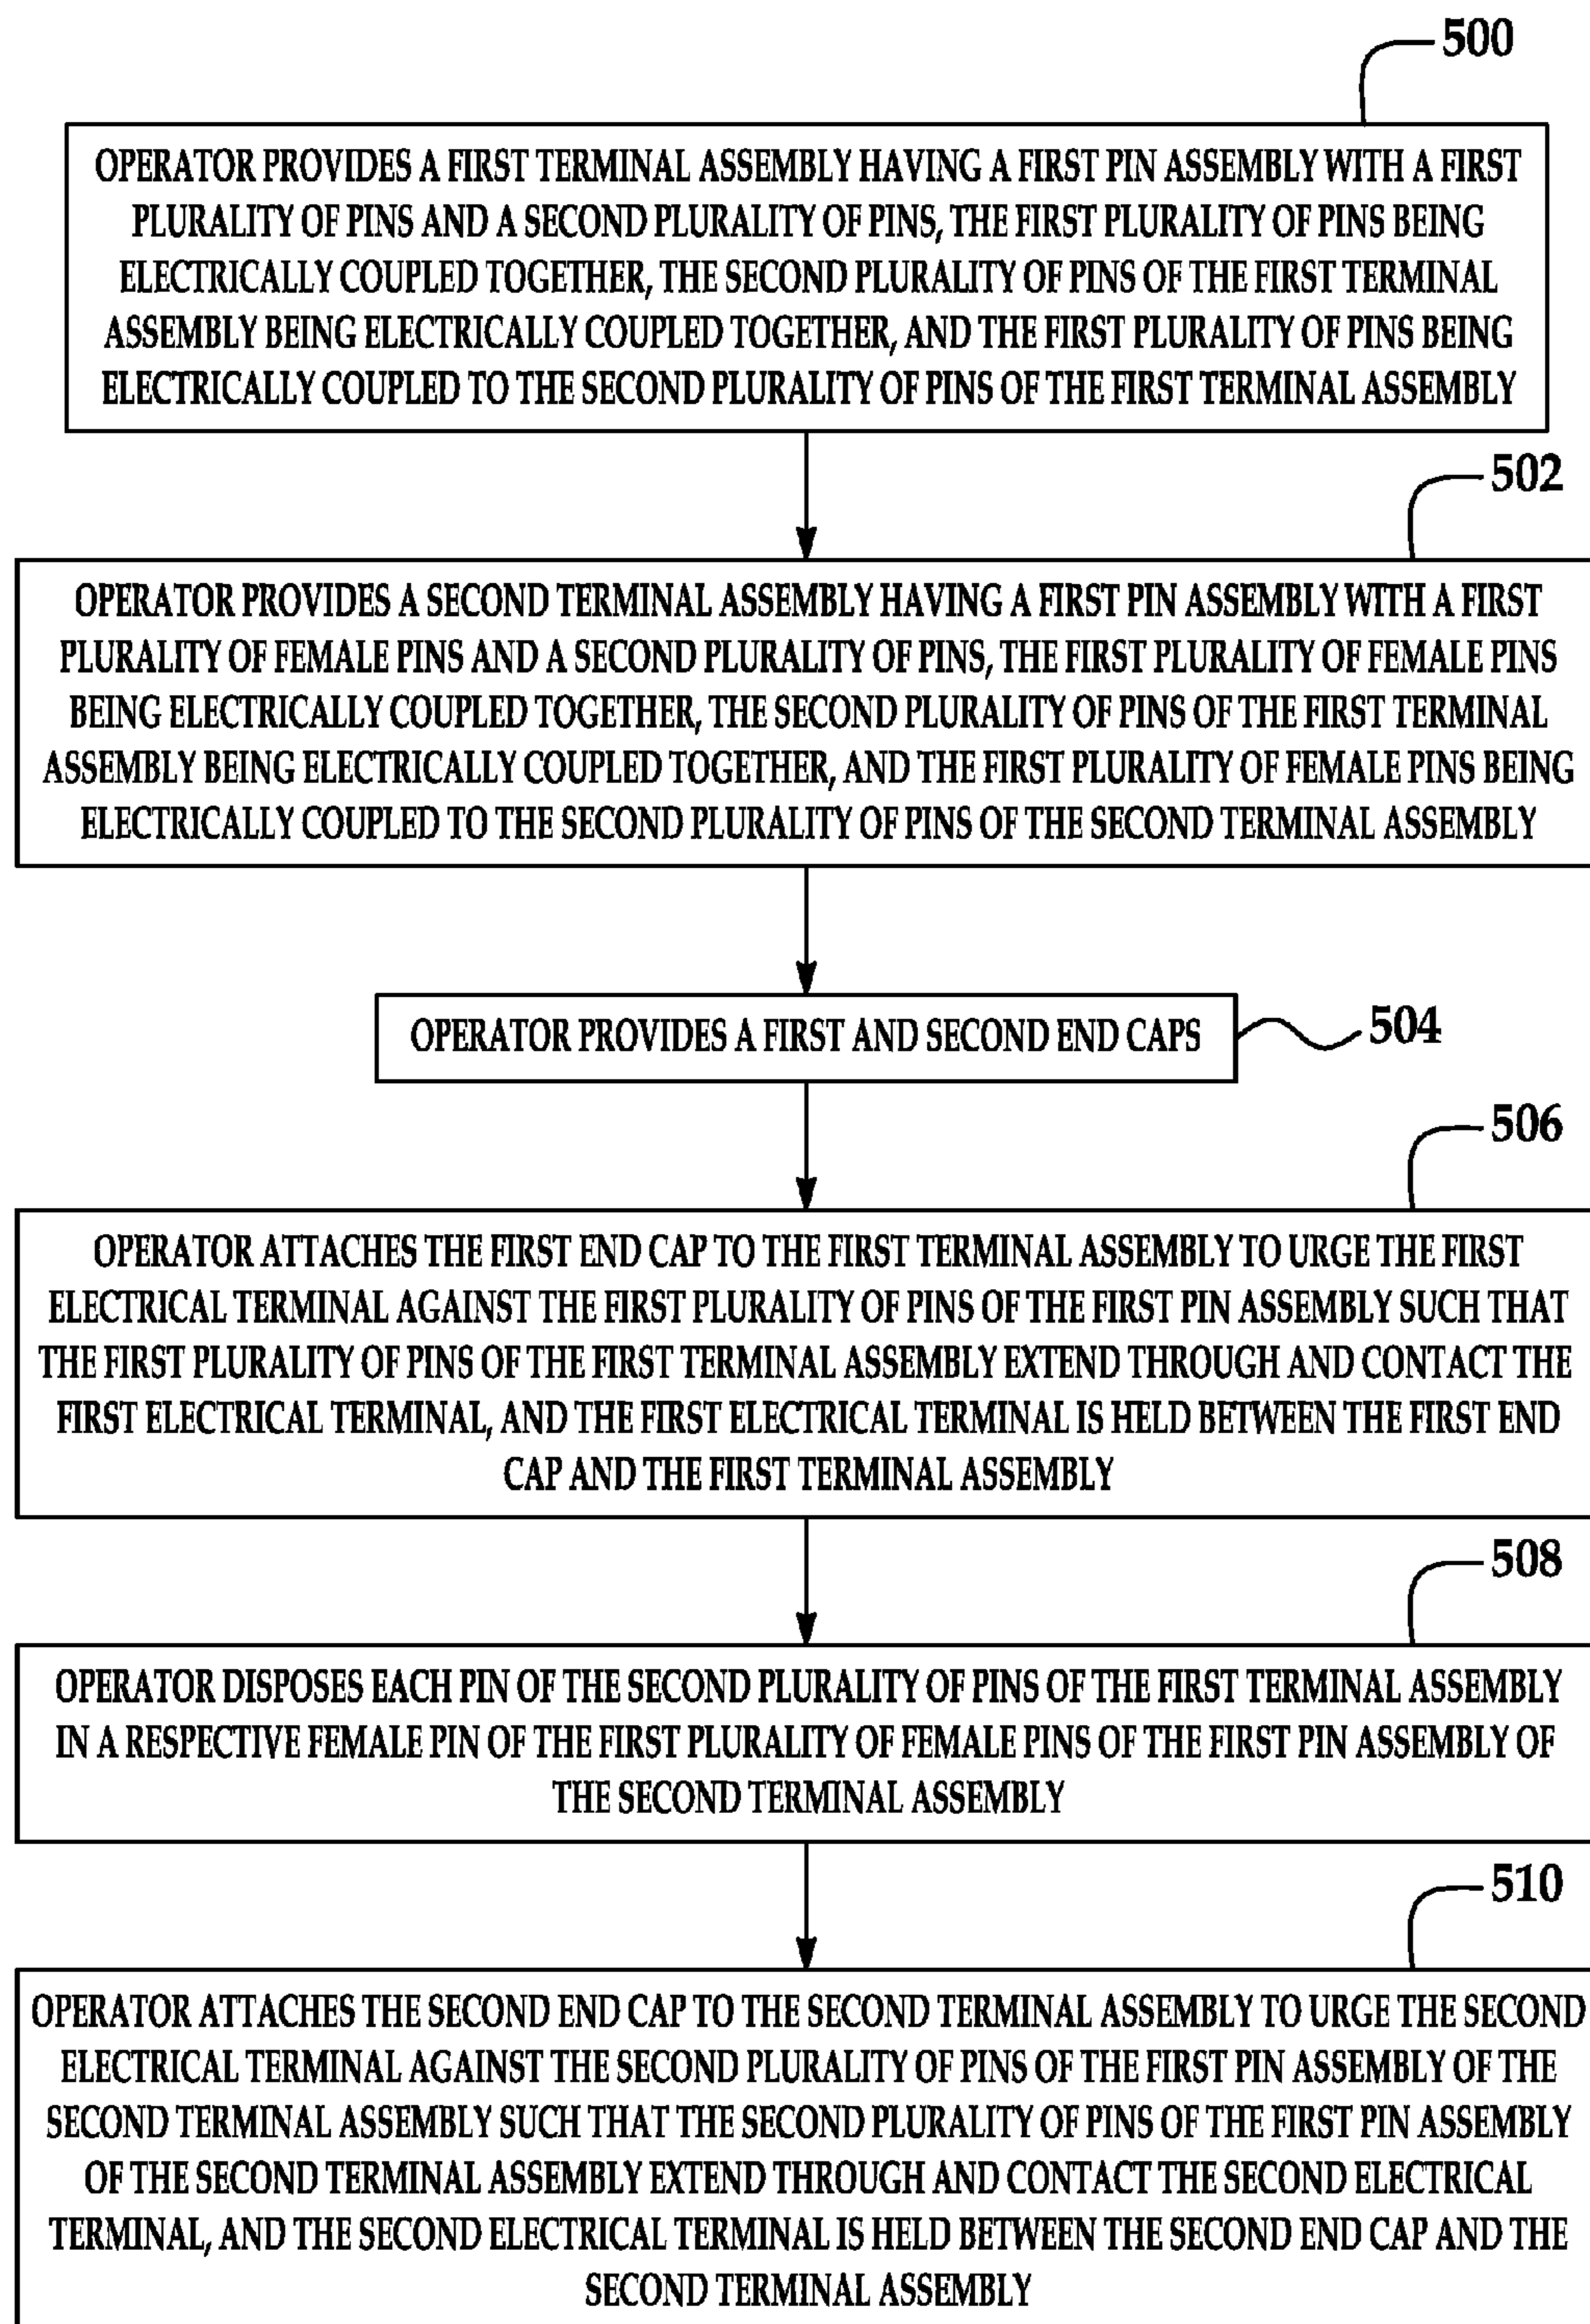 500
OPERATOR PROVIDES A FIRST TERMINAL ASSEMBLY HAVING A FIRST PIN ASSEMBLY WITH A FIRST
PLURALITY OF PINS AND A SECOND PLURALITY OF PINS, THE FIRST PLURALITY OF PINS BEING
ELECTRICALLY COUPLED TOGETHER, THE SECOND PLURALITY OF PINS OF THE FIRST TERMINAL
ASSEMBLY BEING ELECTRICALLY COUPLED TOGETHER, AND THE FIRST PLURALITY OF PINS BEING
ELECTRICALLY COUPLED TO THE SECOND PLURALITY OF PINS OF THE FIRST TERMINAL ASSEMBLY
502
OPERATOR PROVIDES A SECOND TERMINAL ASSEMBLY HAVING A FIRST PIN ASSEMBLY WITH A FIRST
PLURALITY OF FEMALE PINS AND A SECOND PLURALITY OF PINS, THE FIRST PLURALITY OF FEMALE PINS
BEING ELECTRICALLY COUPLED TOGETHER, THE SECOND PLURALITY OF PINS OF THE FIRST TERMINAL
ASSEMBLY BEING ELECTRICALLY COUPLED TOGETHER, AND THE FIRST PLURALITY OF FEMALE PINS BEING
ELECTRICALLY COUPLED TO THE SECOND PLURALITY OF PINS OF THE SECOND TERMINAL ASSEMBLY
OPERATOR PROVIDES A FIRST AND SECOND END CAPS
504
506
OPERATOR ATTACHES THE FIRST END CAP TO THE FIRST TERMINAL ASSEMBLY TO URGE THE FIRST
ELECTRICAL TERMINAL AGAINST THE FIRST PLURALITY OF PINS OF THE FIRST PIN ASSEMBLY SUCH THAT
THE FIRST PLURALITY OF PINS OF THE FIRST TERMINAL ASSEMBLY EXTEND THROUGH AND CONTACT THE
FIRST ELECTRICAL TERMINAL, AND THE FIRST ELECTRICAL TERMINAL IS HELD BETWEEN THE FIRST END
CAP AND THE FIRST TERMINAL ASSEMBLY
508
OPERATOR DISPOSES EACH PIN OF THE SECOND PLURALITY OF PINS OF THE FIRST TERMINAL ASSEMBLY
IN A RESPECTIVE FEMALE PIN OF THE FIRST PLURALITY OF FEMALE PINS OF THE FIRST PIN ASSEMBLY OF
THE SECOND TERMINAL ASSEMBLY
510
OPERATOR ATTACHES THE SECOND END CAP TO THE SECOND TERMINAL ASSEMBLY TO URGE THE SECOND
ELECTRICAL TERMINAL AGAINST THE SECOND PLURALITY OF PINS OF THE FIRST PIN ASSEMBLY OF THE
SECOND TERMINAL ASSEMBLY SUCH THAT THE SECOND PLURALITY OF PINS OF THE FIRST PIN ASSEMBLY
OF THE SECOND TERMINAL ASSEMBLY EXTEND THROUGH AND CONTACT THE SECOND ELECTRICAL
TERMINAL, AND THE SECOND ELECTRICAL TERMINAL IS HELD BETWEEN THE SECOND END CAP AND THE
SECOND TERMINAL ASSEMBLY